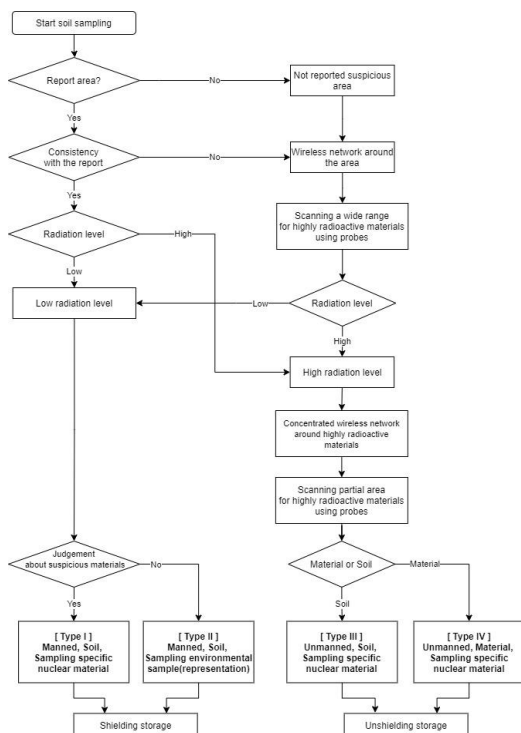 Start soil sampling
Report area?
No
Not reported suspicious
area
Yes
Consistency
with the report
No
Wireless network around
the area
Yes
Scanning a wide range
for highly radioactive materials
using probes
Radiation level
High
Low
Low radiation level
Low
Radiation level
High
High radiation level
Concentrated wireless network
around highly radioactive
materials
Scanning partial area
for highly radioactive materials
using probes
Judgement
about suspicious materials
No
Material or Soil
Material
Yes
Soil
[ Type I ]
Manned, Soil,
Sampling specific
nuclear material
[ Type II ]
Manned, Soil,
Sampling environmental
sample(representation)
[ Type III ]
Unmanned, Soil,
Sampling specific
nuclear material
[ Type IV ]
Unmanned, Material,
Sampling specific
nuclear material
Shielding storage
Unshielding storage